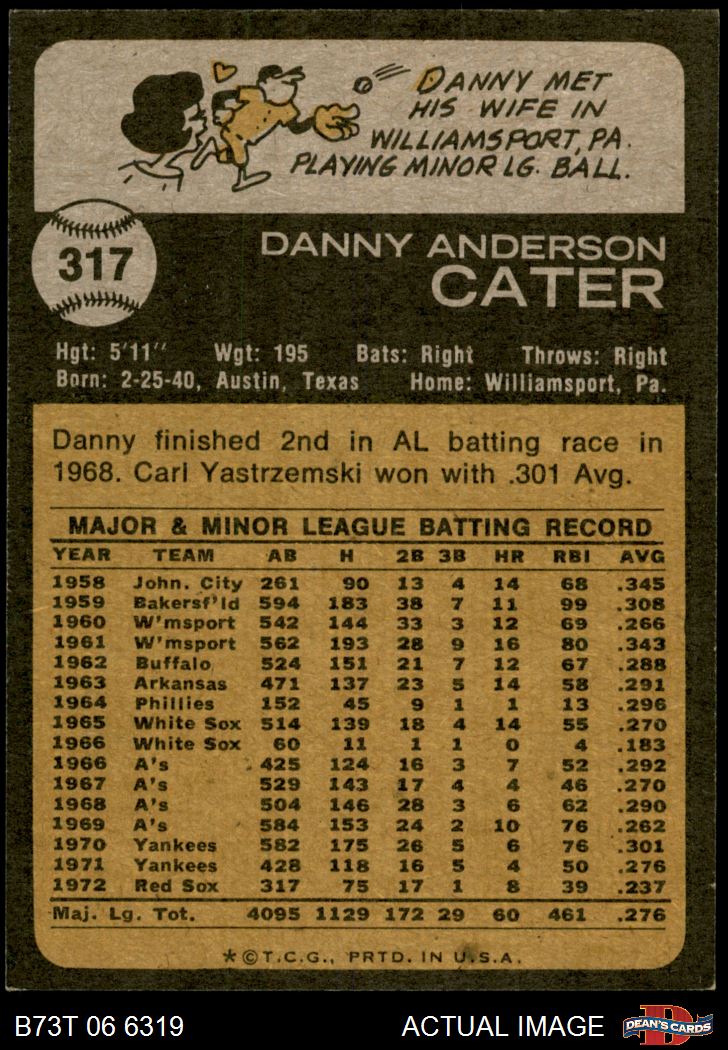 DANNY MET
HIS WIFE IN
WILLIAMSPORT, PA.
PLAYING MINOR LG. BALL.
317
DANNY ANDERSON
CATER
Hgt: 5'11" Wgt: 195 Bats: Right Throws: Right
Born: 2-25-40, Austin, Texas Home: Williamsport, Pa.
Danny finished 2nd in AL batting race in
1968. Carl Yastrzemski won with .301 Avg.
MAJOR & MINOR LEAGUE BATTING RECORD
YEAR TEAM AB H 2B 3B HR RBI AVG
1958 John. City 261 90 13 4 14 68 .345
1959 Bakersf'ld 594 183 38 7 11 99 .308
1960 W'msport 542 144 33 3 12 69 .266
1961 W'msport 562 193 28 9 16 80 .343
1962 Buffalo 524 151 21 7 12 67 .288
1963 Arkansas 471 137 23 5 14 58 .291
1964 Phillies 152 45 9 1 1 13 .296
1965 White Sox 514 139 18 4 14 55 .270
1966 White Sox 60 11 1 1 0 4 .183
1966 A's 425 124 16 3 7 52 .292
1967 A's 529 143 17 4 4 46 .270
1968 A's 504 146 28 3 6 62 .290
1969 A's 584 153 24 2 10 76 .262
1970 Yankees 582 175 26 5 6 76 .301
1971 Yankees 428 118 16 5 4 50 .276
1972 Red Sox 317 75 17 1 8 39 .237
Maj. Lg. Tot. 4095 1129 172 29 60 461 .276
*©T.C.G., PRTD. IN U.S.A.
B73T 06 6319 ACTUAL IMAGE
D
DEAN'S CARDS